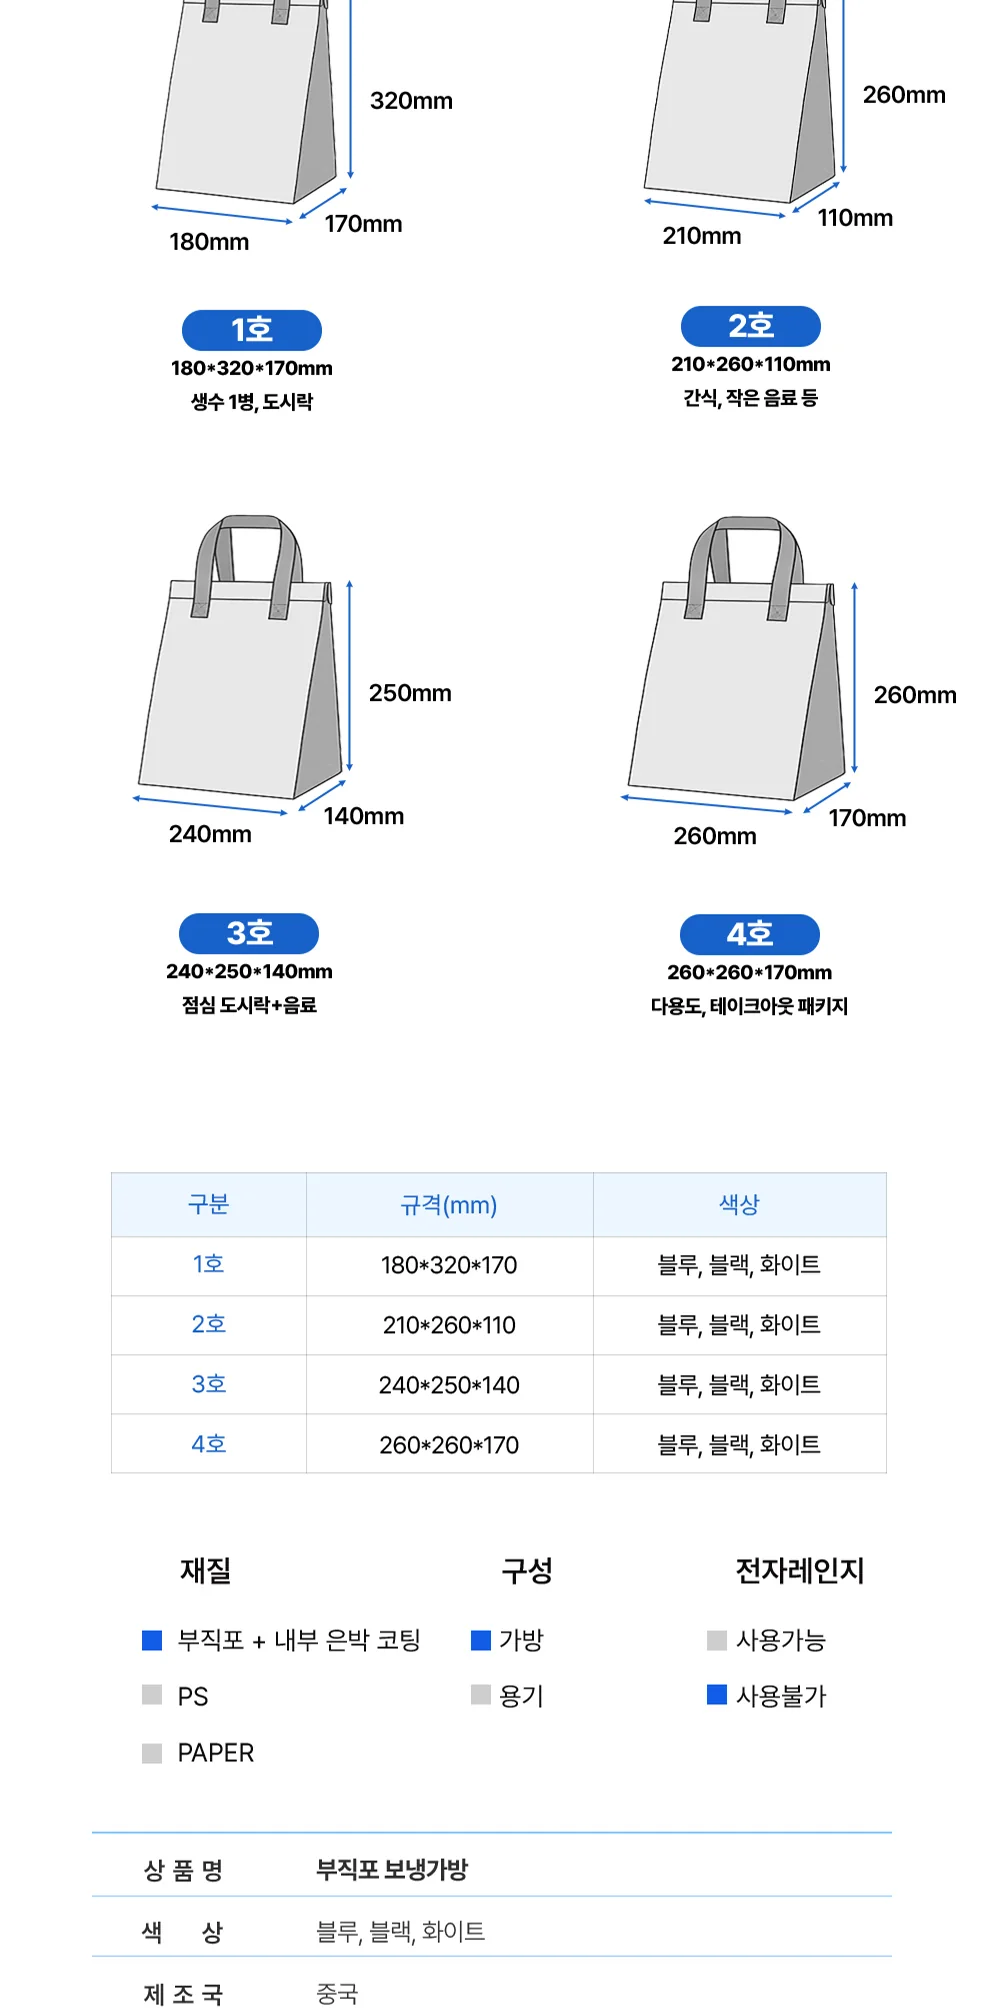 320mm
170mm
180mm
260mm
110mm
210mm
1호
180*320*170mm
생수 1병, 도시락
2호
210*260*110mm
간식, 작은 음료 등
250mm
140mm
240mm
260mm
170mm
260mm
3호
240*250*140mm
점심 도시락+음료
4호
260*260*170mm
다용도, 테이크아웃 패키지
구분 규격(mm) 색상
1호 180*320*170 블루, 블랙, 화이트
2호 210*260*110 블루, 블랙, 화이트
3호 240*250*140 블루, 블랙, 화이트
4호 260*260*170 블루, 블랙, 화이트
재질 구성 전자레인지
부직포 + 내부 은박 코팅 가방 사용가능
PS 용기 사용불가
PAPER
상 품 명 부직포 보냉가방
색 상 블루, 블랙, 화이트
제 조 국 중국